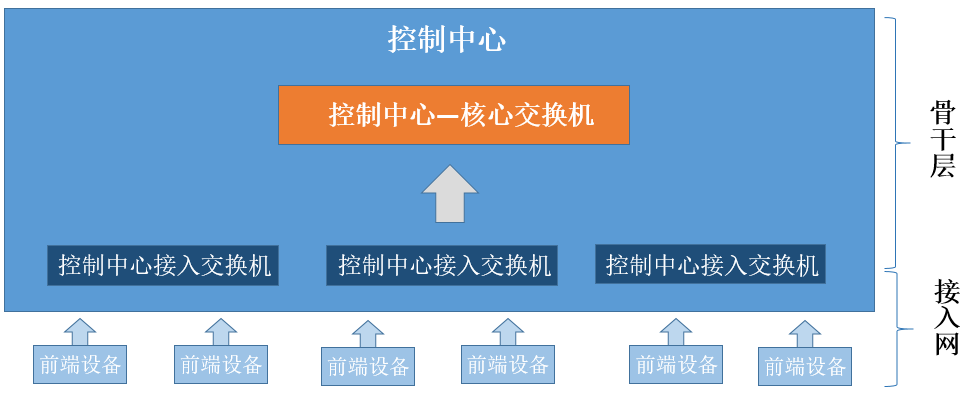 控制中心
控制中心—核心交换机
骨干层
控制中心接入交换机
控制中心接入交换机
控制中心接入交换机
接入网
前端设备
前端设备
前端设备
前端设备
前端设备
前端设备